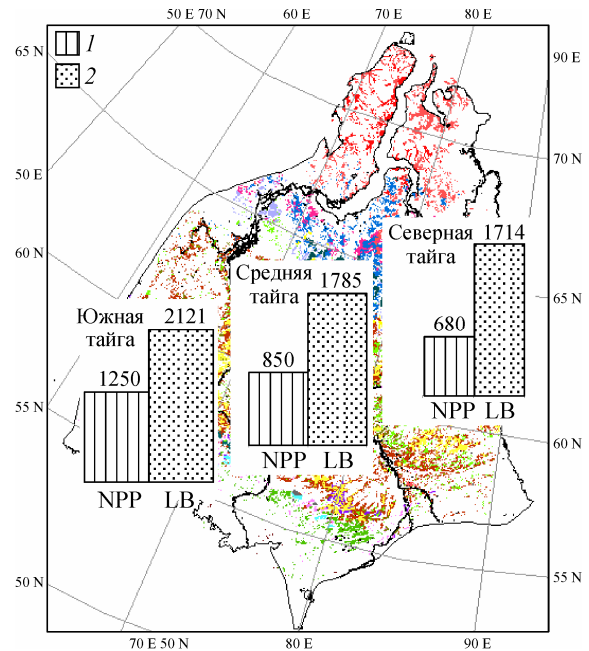 50 E 70 N
60 E
70 E
80 E
65 N
1
2
90 E
70 N
50 E
60 N
Северная
тайга
1714
680
NPP LB
65 N
Средняя
тайга
1785
850
NPP LB
Южная
тайга
2121
1250
NPP LB
55 N
60 N
50 N
55 N
70 E 50 N
80 E
90 E